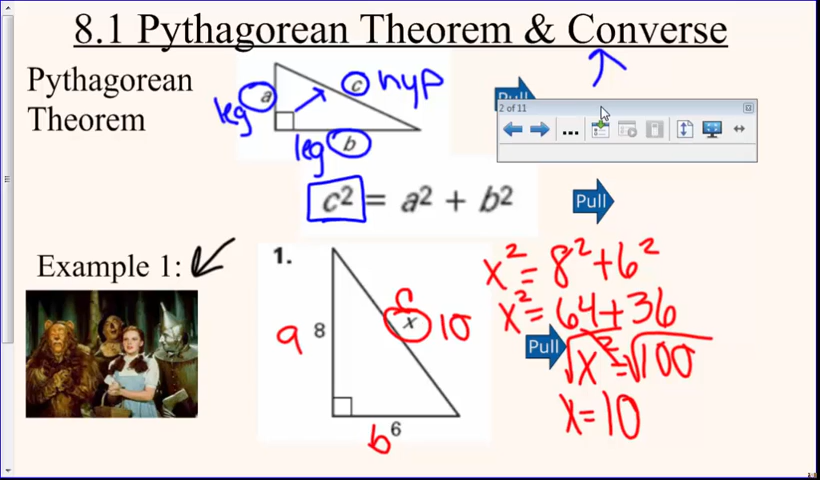 8.1 Pythagorean Theorem & Converse
Pythagorean
Theorem
leg a
c hyp
leg b
Pull
2 of 11
...
c² = a² + b²
Pull
Example 1:
1.
a 8
c
x 10
b 6
x² = 8² + 6²
x² = 64 + 36
Pull
√x² = √100
x = 10